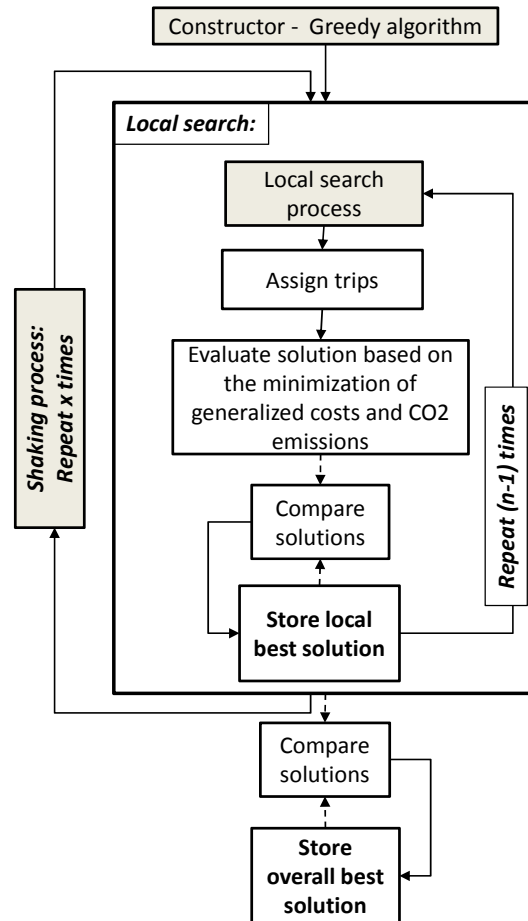 Constructor -  Greedy algorithm
Local search:
Local search
process
Assign trips
Evaluate solution based on
the minimization of
generalized costs and CO2
emissions
Compare
solutions
Store local
best solution
Repeat (n-1) times
Shaking process:
Repeat x times
Compare
solutions
Store
overall best
solution